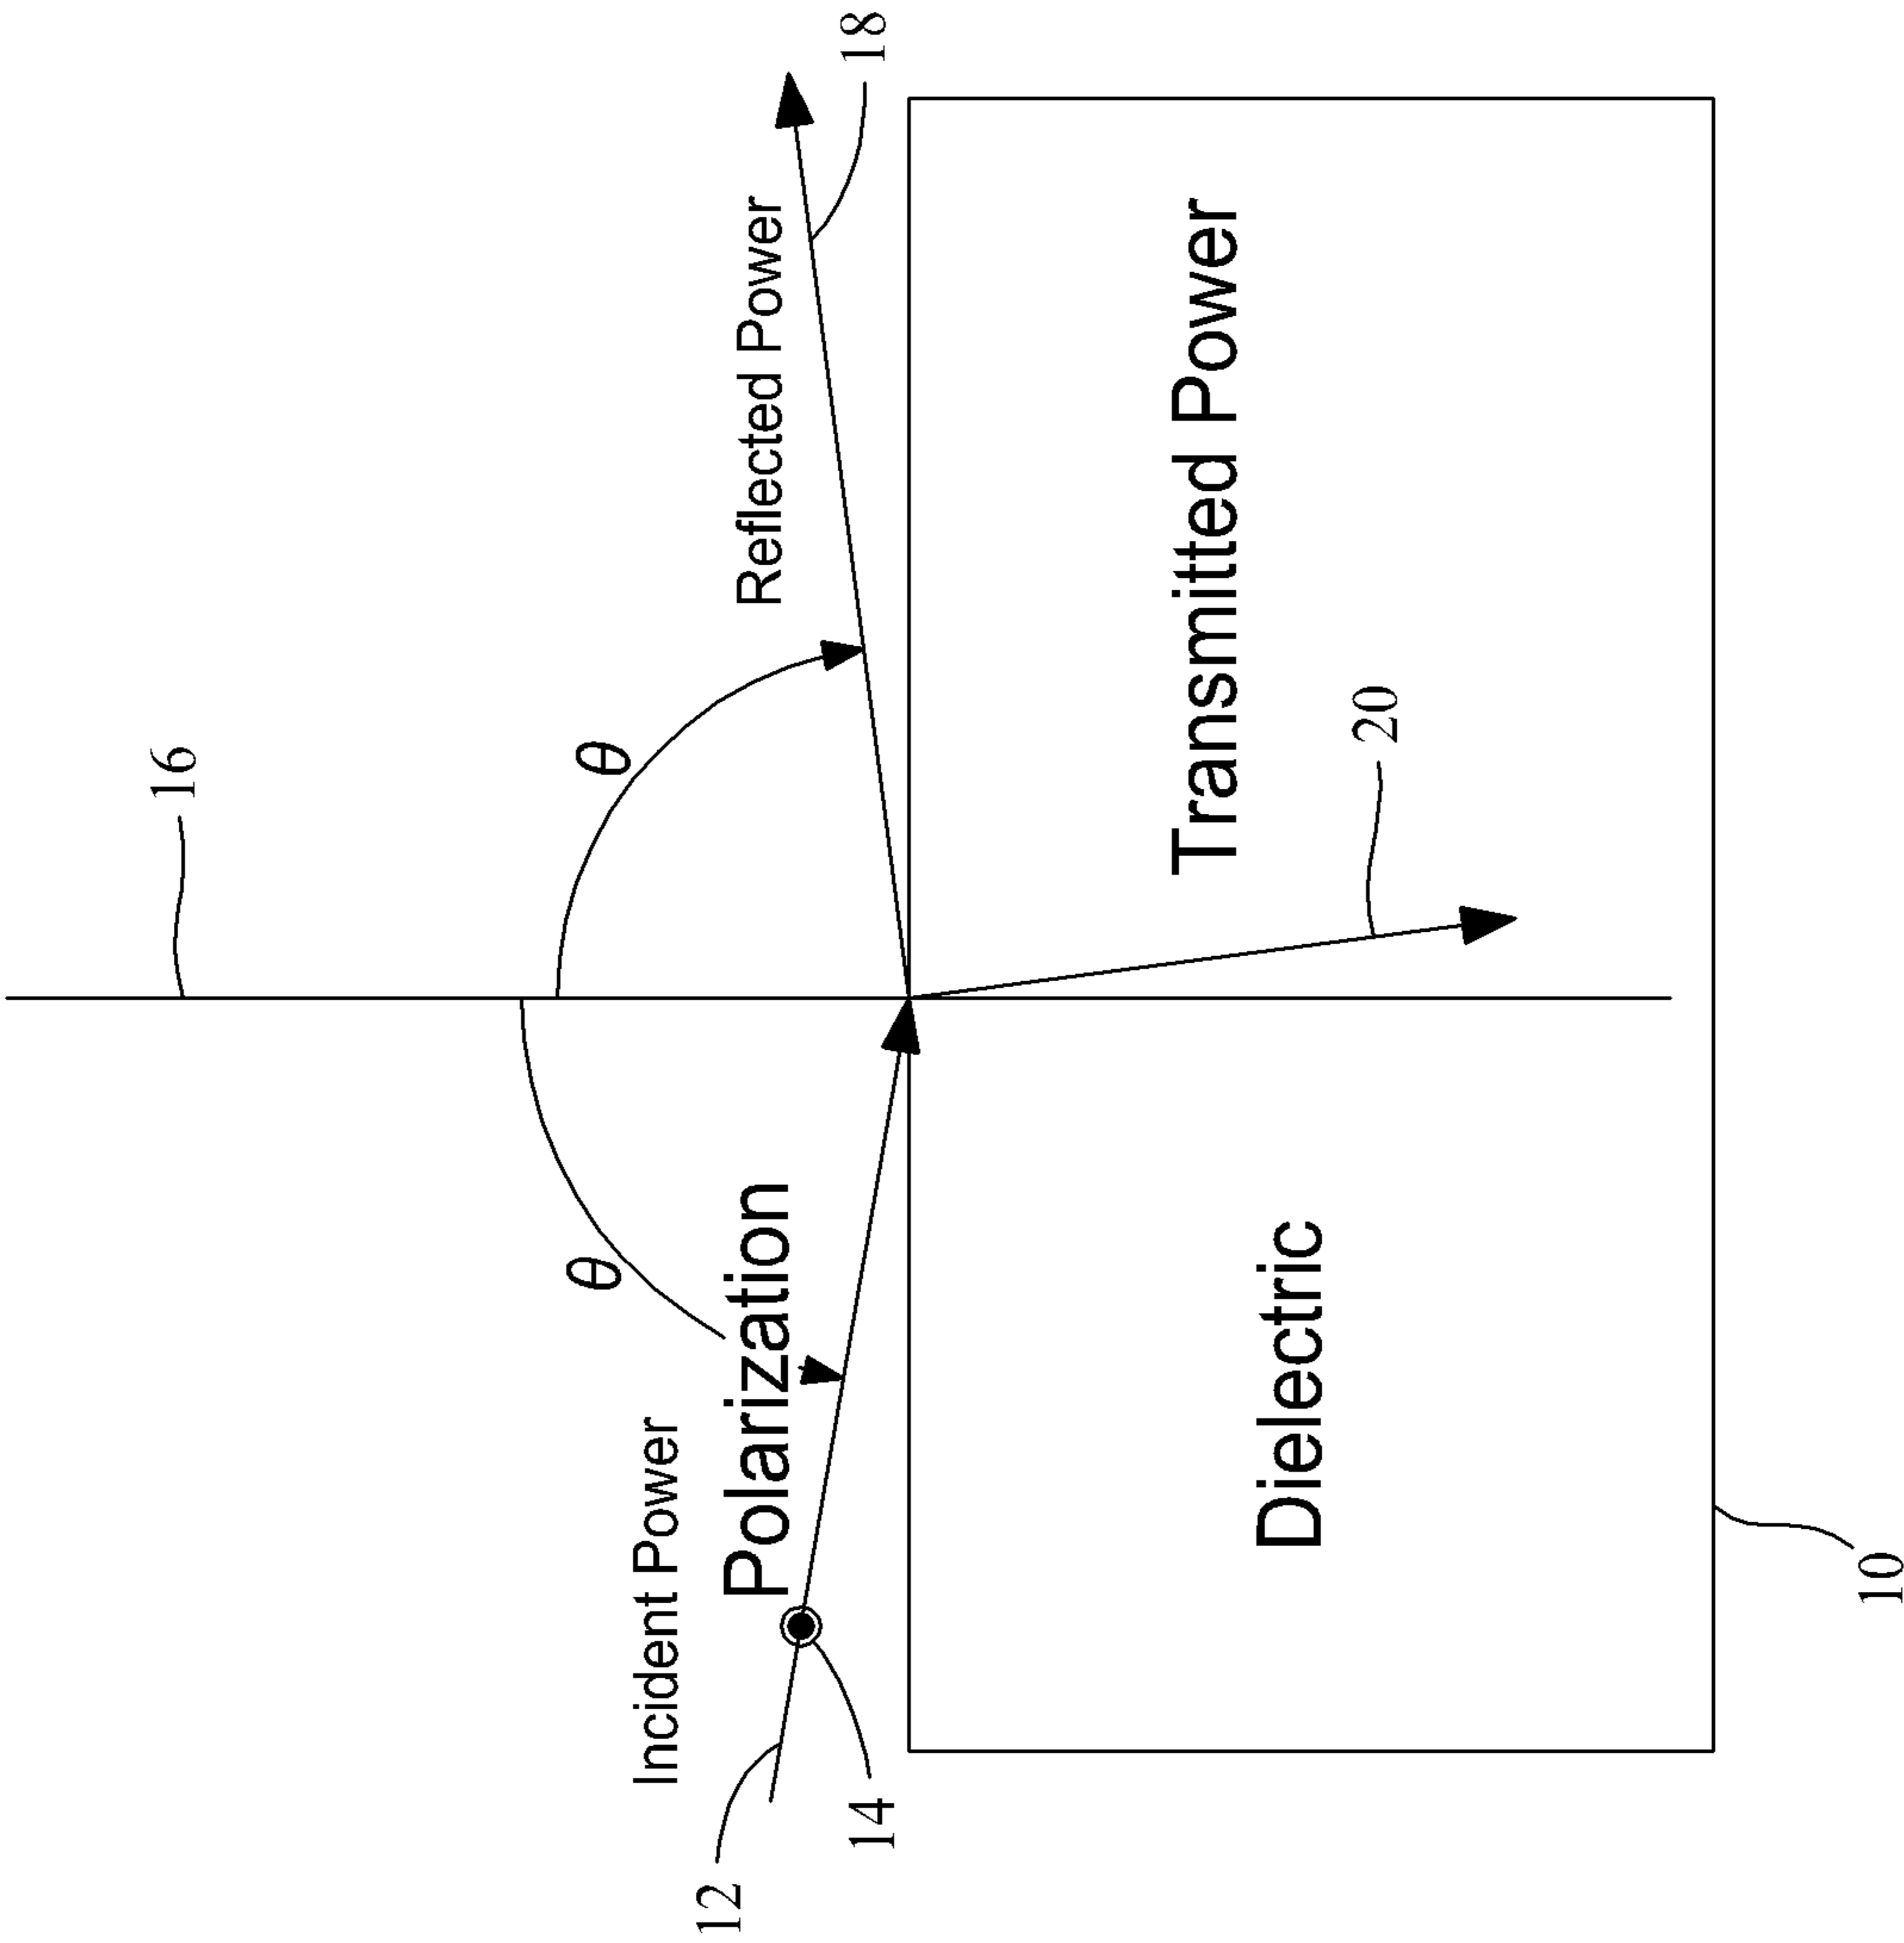 16
θ
θ
18
Reflected Power
Incident Power
Polarization
12
14
Transmitted Power
Dielectric
20
10